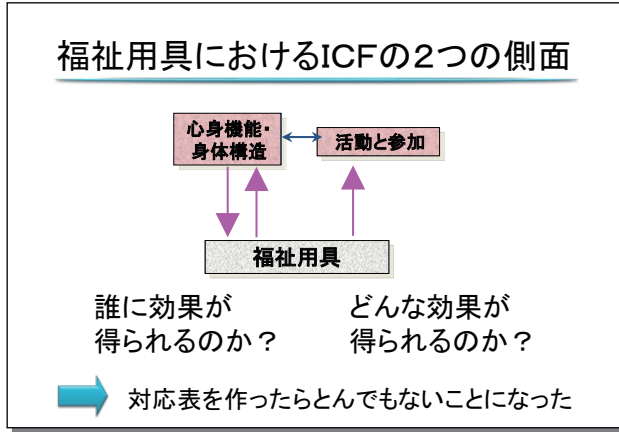 福祉用具におけるICFの2つの側面
心身機能・
身体構造
活動と参加
福祉用具
誰に効果が
得られるのか?
どんな効果が
得られるのか?
対応表を作ったらとんでもないことになった